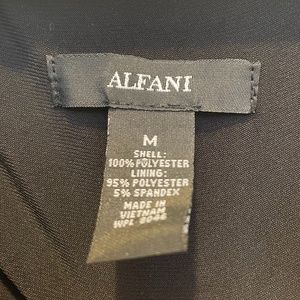 ALFANI
M
SHELL:
100% POLYESTER
LINING:
95% POLYESTER
5% SPANDEX
MADE IN
VIETNAM
WPL